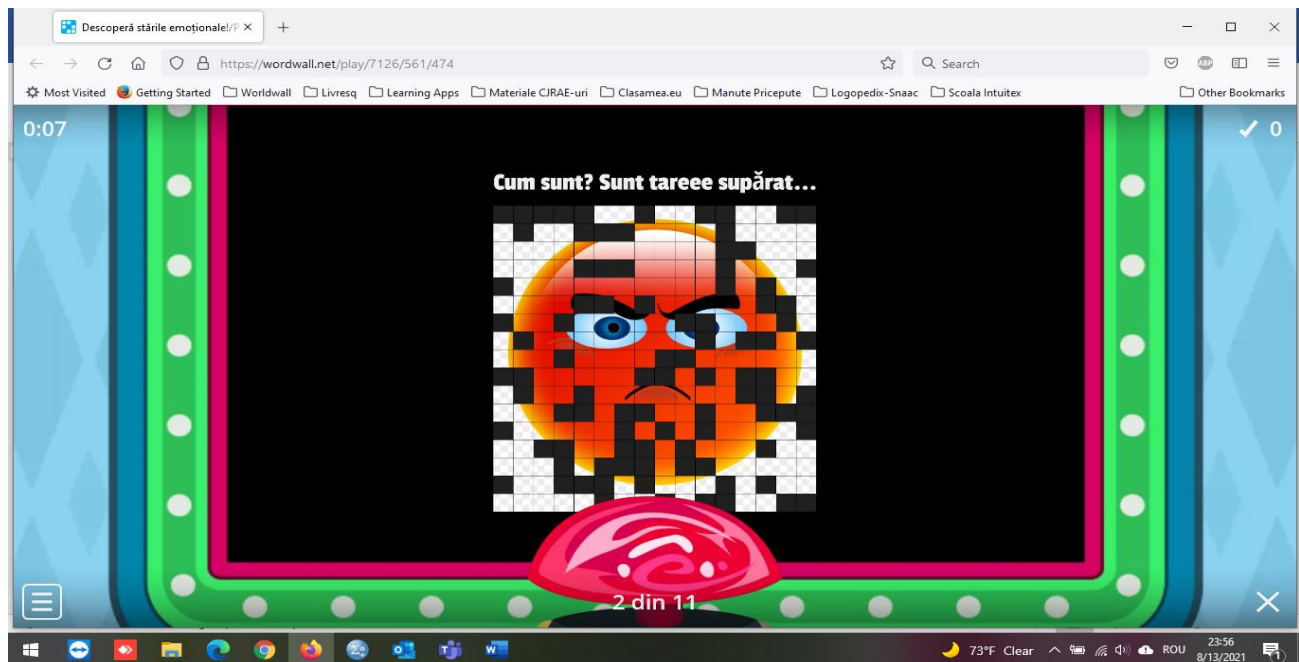 Descoperă stările emoționale!/P
https://wordwall.net/play/7126/561/474
Search
ABP
Most Visited Getting Started Worldwall Livresq Learning Apps Materiale CJRAE-uri Clasamea.eu Manute Pricepute Logopedix-Snaac Scoala Intuitex Other Bookmarks
0:07
0
Cum sunt? Sunt tareee supărat...
2 din 11
73°F Clear
ROU
23:56
8/13/2021
1